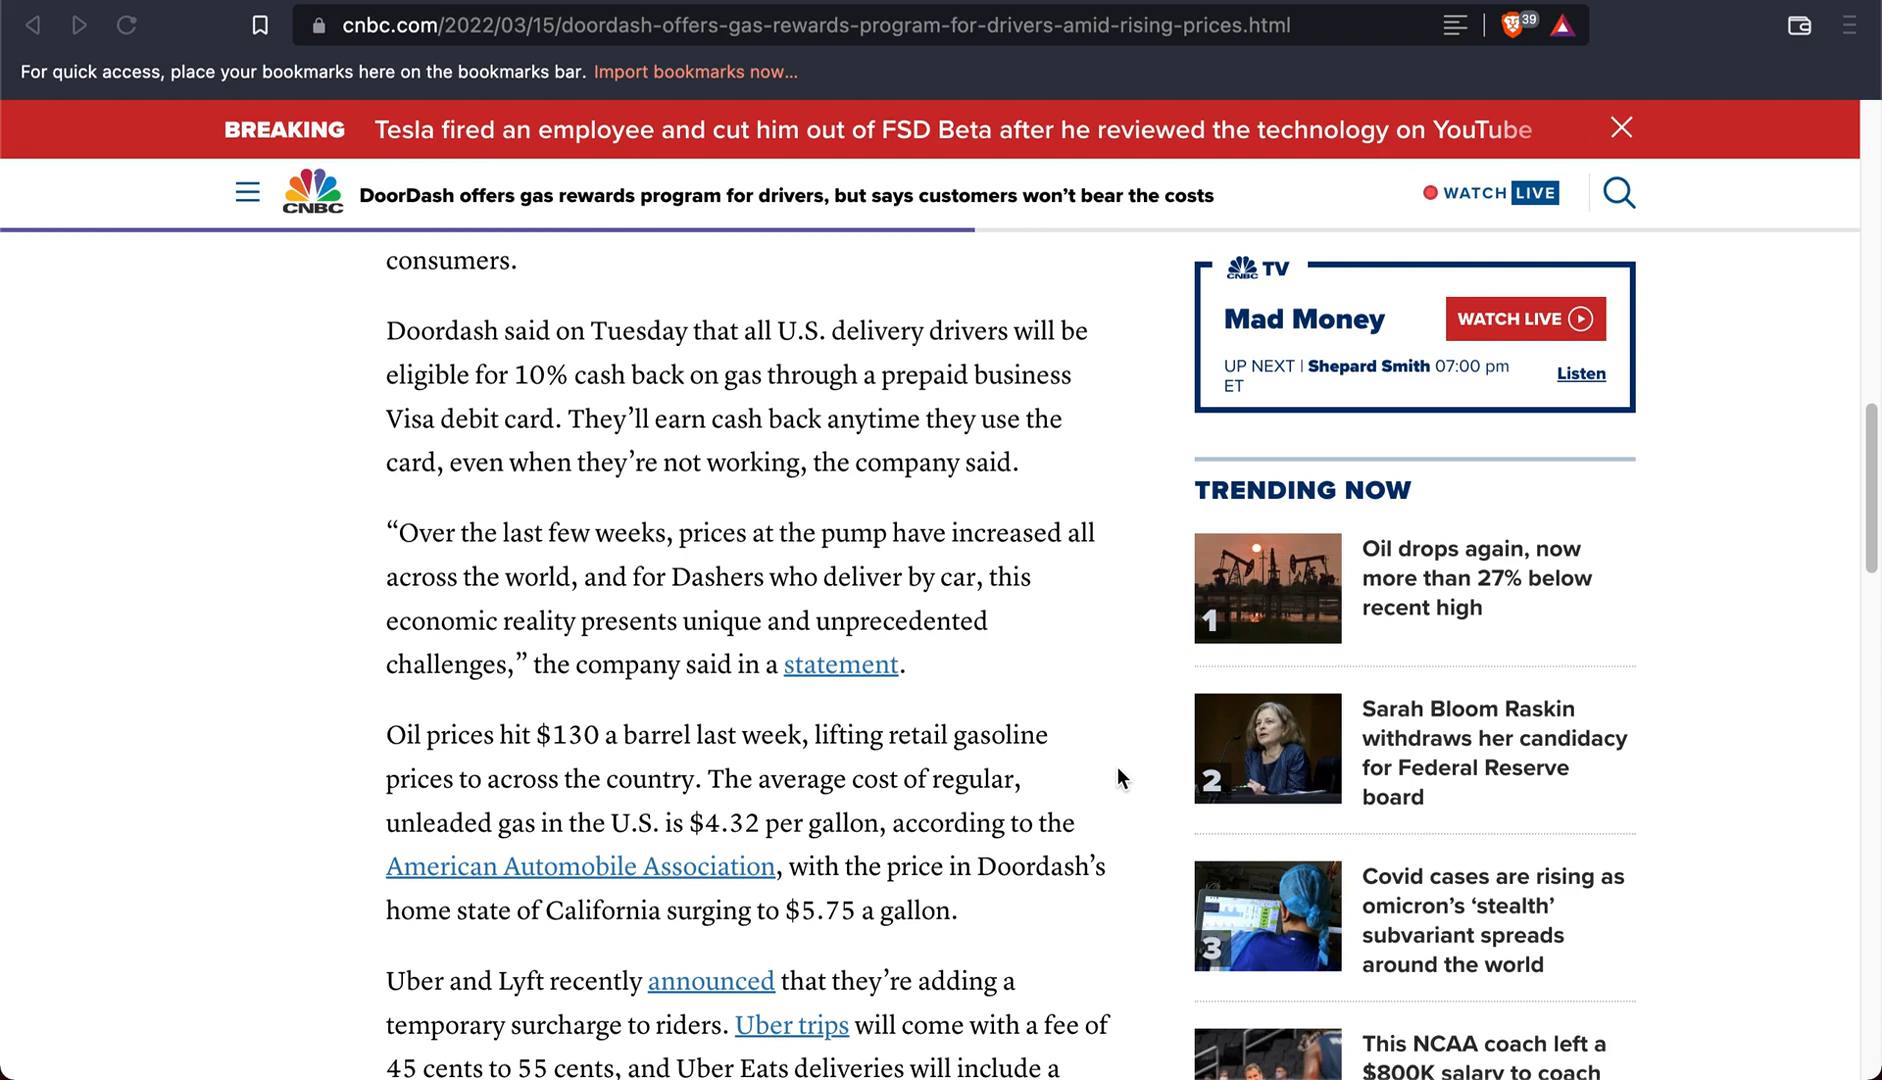 cnbc.com/2022/03/15/doordash-offers-gas-rewards-program-for-drivers-amid-rising-prices.html
39
For quick access, place your bookmarks here on the bookmarks bar. Import bookmarks now...
BREAKING Tesla fired an employee and cut him out of FSD Beta after he reviewed the technology on YouTube
CNBC DoorDash offers gas rewards program for drivers, but says customers won’t bear the costs
WATCH LIVE
consumers.
Doordash said on Tuesday that all U.S. delivery drivers will be
eligible for 10% cash back on gas through a prepaid business
Visa debit card. They’ll earn cash back anytime they use the
card, even when they’re not working, the company said.
“Over the last few weeks, prices at the pump have increased all
across the world, and for Dashers who deliver by car, this
economic reality presents unique and unprecedented
challenges,” the company said in a statement.
Oil prices hit $130 a barrel last week, lifting retail gasoline
prices to across the country. The average cost of regular,
unleaded gas in the U.S. is $4.32 per gallon, according to the
American Automobile Association, with the price in Doordash’s
home state of California surging to $5.75 a gallon.
Uber and Lyft recently announced that they’re adding a
temporary surcharge to riders. Uber trips will come with a fee of
45 cents to 55 cents, and Uber Eats deliveries will include a
CNBC TV
Mad Money
WATCH LIVE
UP NEXT | Shepard Smith 07:00 pm
ET
Listen
TRENDING NOW
1
Oil drops again, now
more than 27% below
recent high
2
Sarah Bloom Raskin
withdraws her candidacy
for Federal Reserve
board
3
Covid cases are rising as
omicron’s ‘stealth’
subvariant spreads
around the world
This NCAA coach left a
$800K salary to coach